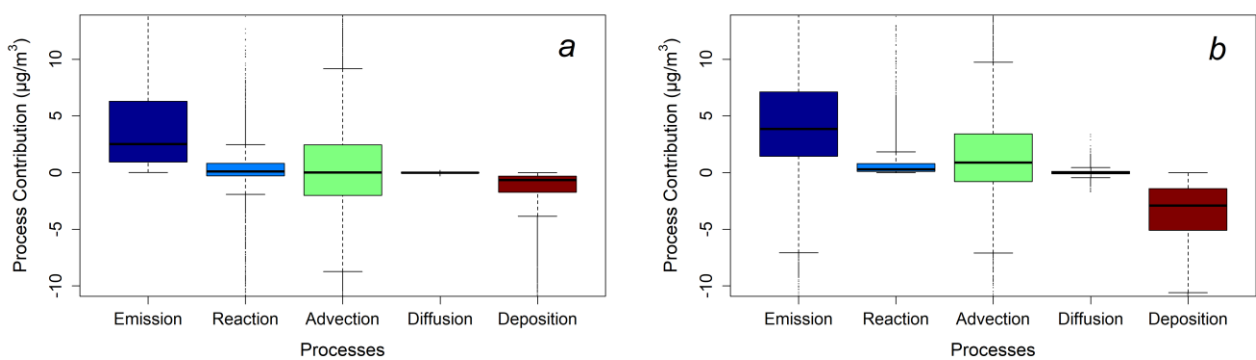 a
Process Contribution (µg/m³)
10
5
0
-5
-10
Emission Reaction Advection Diffusion Deposition
Processes
b
Process Contribution (µg/m³)
10
5
0
-5
-10
Emission Reaction Advection Diffusion Deposition
Processes